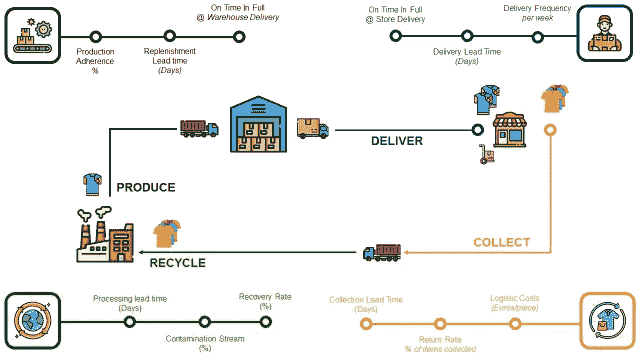 On Time In Full
@ Warehouse Delivery
Production
Adherence
%
Replenishment
Lead time
(Days)
On Time In Full
@ Store Delivery
Delivery Lead Time
(Days)
Delivery Frequency
per week
DELIVER
PRODUCE
COLLECT
RECYCLE
Processing lead time
(Days)
Contamination Stream
(%)
Recovery Rate
(%)
Collection Lead Time
(Days)
Return Rate
% of items collected
Logistic Costs
(Euros/piece)